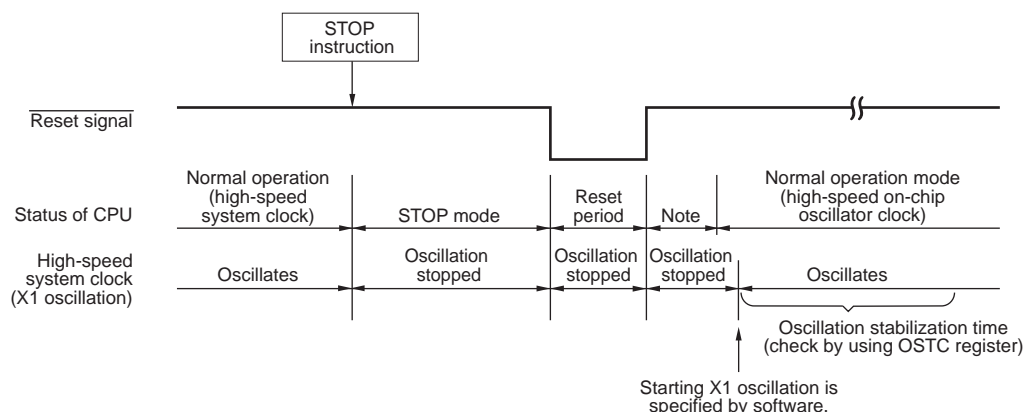 STOP
instruction
Reset signal
Normal operation
(high-speed
system clock)
Status of CPU
STOP mode
Reset
period
Note
Normal operation mode
(high-speed on-chip
oscillator clock)
High-speed
system clock
(X1 oscillation)
Oscillates
Oscillation
stopped
Oscillation
stopped
Oscillation
stopped
Oscillates
Oscillation stabilization time
(check by using OSTC register)
Starting X1 oscillation is
specified by software.